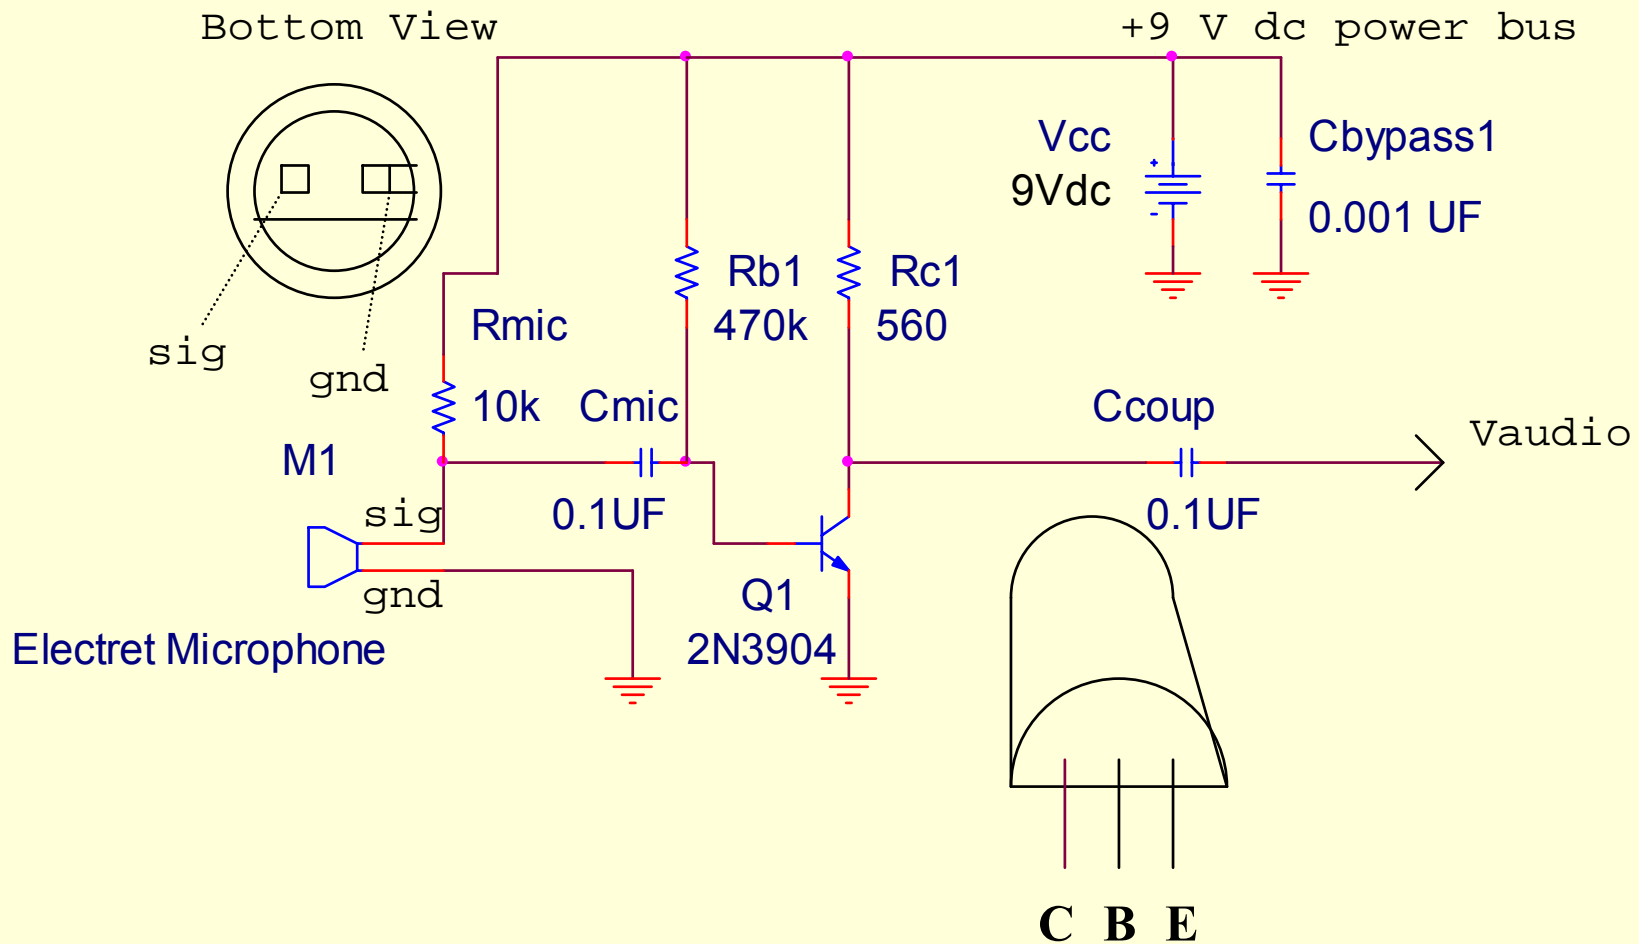 Bottom View
+9 V dc power bus
Vcc
9Vdc
+
-
Cbypass1
0.001 UF
Rb1
470k
Rc1
560
Rmic
10k
sig
gnd
Cmic
0.1UF
Ccoup
0.1UF
Vaudio
M1
sig
gnd
Electret Microphone
Q1
2N3904
C B E